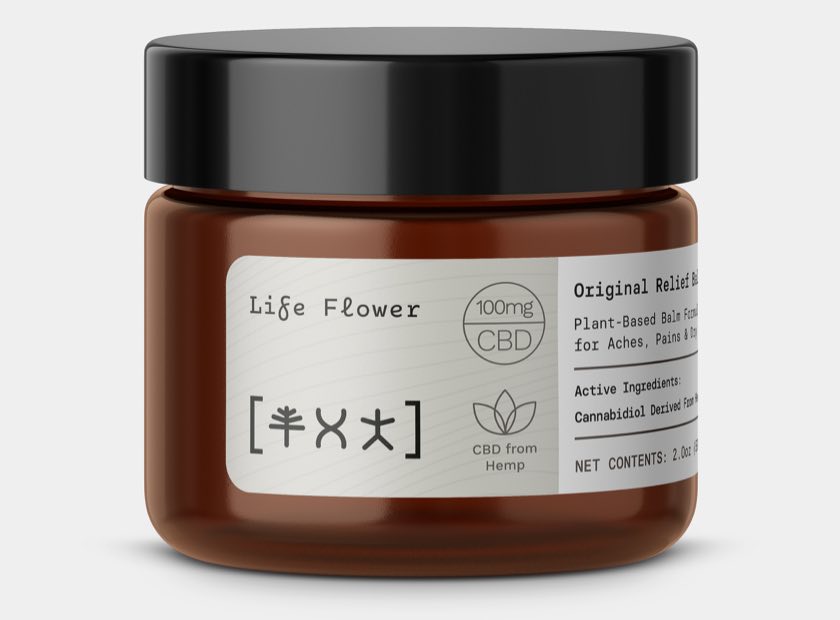 Life Flower
100mg
CBD
CBD from
Hemp
Original Relief
Plant-Based Balm
for Aches, Pains &
Active Ingredients:
Cannabidiol Derived From
NET CONTENTS: 2.0oz